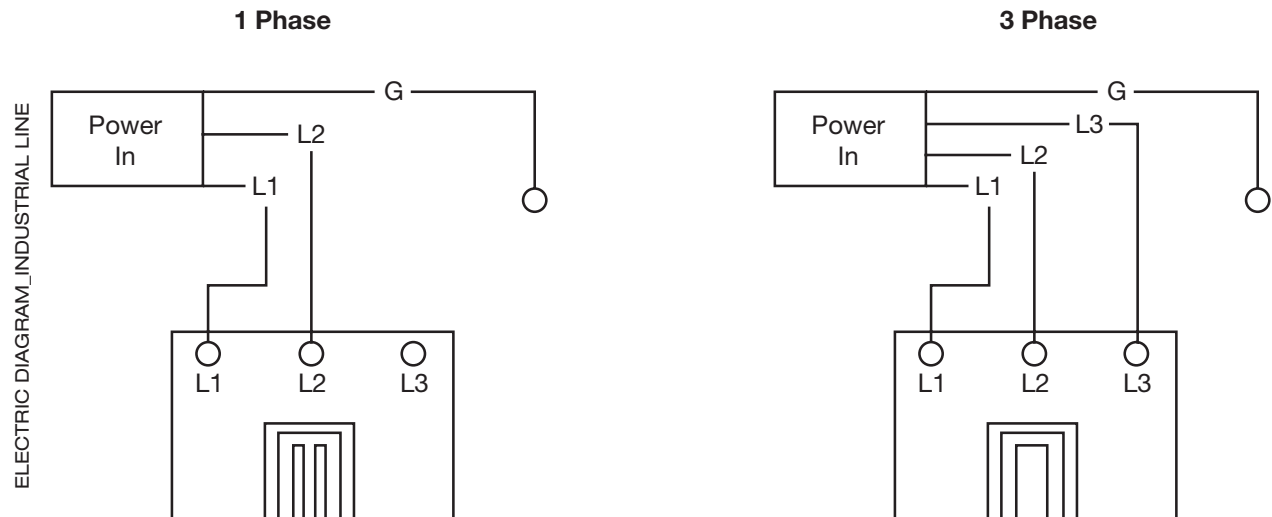 1 Phase
3 Phase
ELECTRIC DIAGRAM_INDUSTRIAL LINE
Power
In
G
L2
L1
L1
L2
L3
Power
In
G
L3
L2
L1
L1
L2
L3